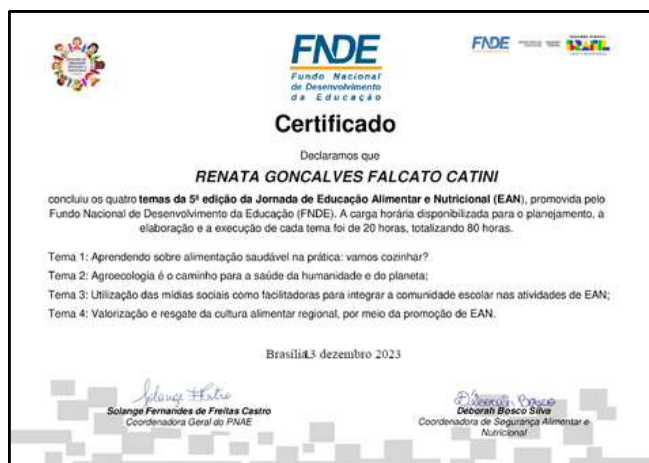 FNDE
Fundo Nacional
de Desenvolvimento
da Educação
FNDE
BRASIL
Certificado
Declaramos que
RENATA GONCALVES FALCATO CATINI
concluiu os quatro temas da 5ª edição da Jornada de Educação Alimentar e Nutricional (EAN), promovida pelo
Fundo Nacional de Desenvolvimento da Educação (FNDE). A carga horária disponibilizada para o planejamento, a
elaboração e a execução de cada tema foi de 20 horas, totalizando 80 horas.
Tema 1: Aprendendo sobre alimentação saudável na prática: vamos cozinhar?
Tema 2: Agroecologia é o caminho para a saúde da humanidade e do planeta;
Tema 3: Utilização das mídias sociais como facilitadoras para integrar a comunidade escolar nas atividades de EAN;
Tema 4: Valorização e resgate da cultura alimentar regional, por meio da promoção de EAN.
Brasília,13 dezembro 2023
Solange Fernandes de Freitas Castro
Coordenadora Geral do PNAE
Déborah Bosco
Déborah Bosco Silva
Coordenadora de Segurança Alimentar e
Nutricional